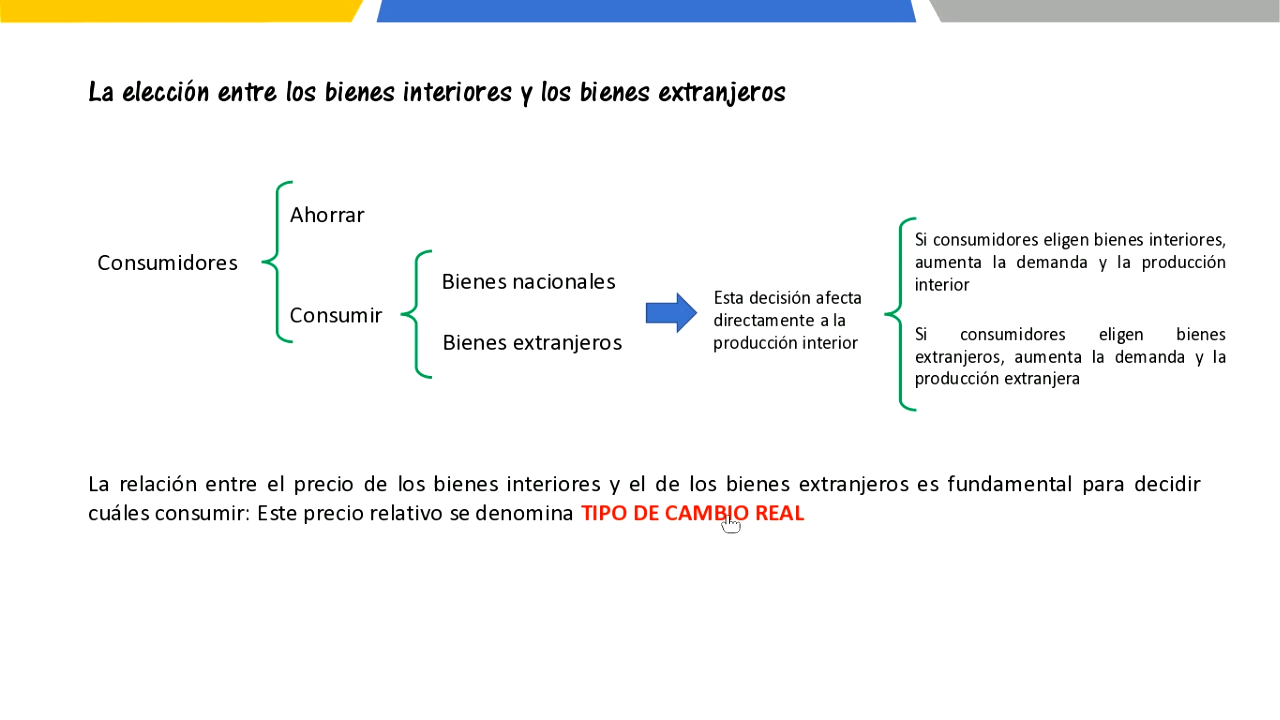 La elección entre los bienes interiores y los bienes extranjeros
Consumidores
Ahorrar
Consumir
Bienes nacionales
Bienes extranjeros
Esta decisión afecta
directamente a la
producción interior
Si consumidores eligen bienes interiores,
aumenta la demanda y la producción
interior
Si consumidores eligen bienes
extranjeros, aumenta la demanda y la
producción extranjera
La relación entre el precio de los bienes interiores y el de los bienes extranjeros es fundamental para decidir
cuáles consumir: Este precio relativo se denomina TIPO DE CAMBIO REAL